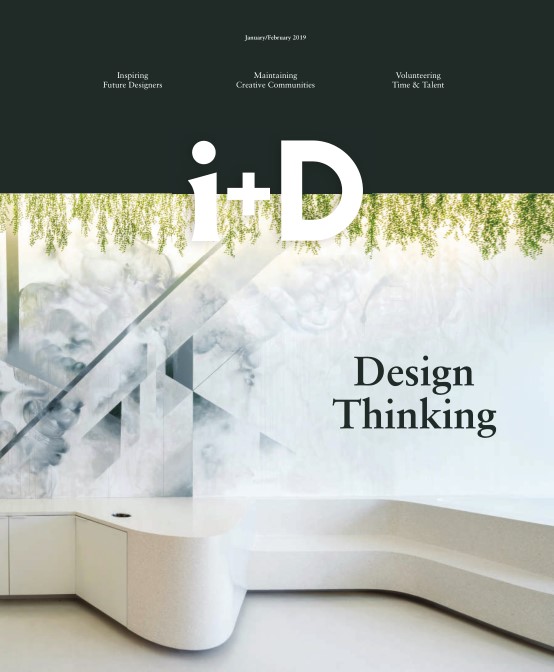 January/February 2019
Inspiring
Future Designers
Maintaining
Creative Communities
Volunteering
Time & Talent
i+D
Design
Thinking